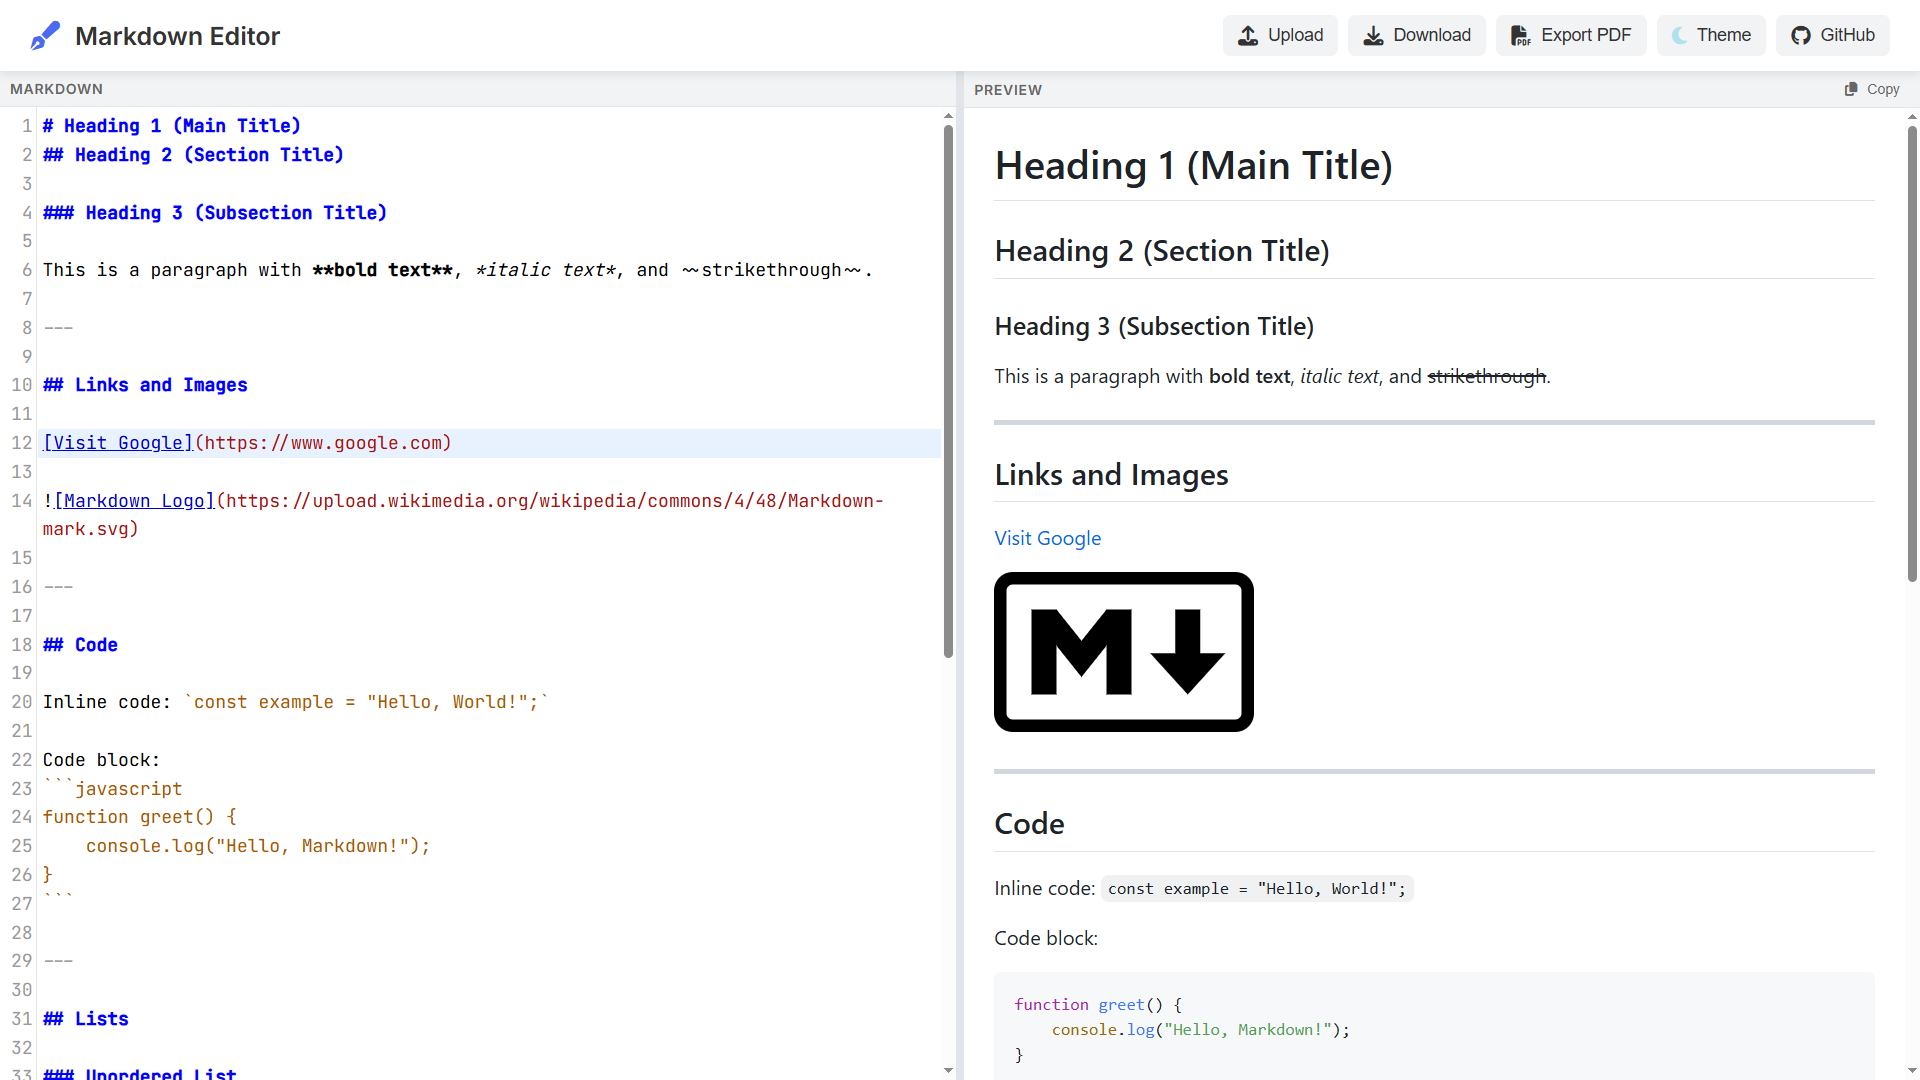 Markdown Editor
Upload
Download
PDF
Export PDF
Theme
GitHub
MARKDOWN
1 # Heading 1 (Main Title)
2 ## Heading 2 (Section Title)
3
4 ### Heading 3 (Subsection Title)
5
6 This is a paragraph with **bold text**, *italic text*, and ~~strikethrough~~.
7
8 ---
9
10 ## Links and Images
11
12 [Visit Google](https://www.google.com)
13
14 ![Markdown Logo](https://upload.wikimedia.org/wikipedia/commons/4/48/Markdown-
mark.svg)
15
16 ---
17
18 ## Code
19
20 Inline code: `const example = "Hello, World!";`
21
22 Code block:
23 ```javascript
24 function greet() {
25     console.log("Hello, Markdown!");
26 }
27 ```
28
29 ---
30
31 ## Lists
32
33 ### Unordered List
PREVIEW
Copy
Heading 1 (Main Title)
Heading 2 (Section Title)
Heading 3 (Subsection Title)
This is a paragraph with bold text, italic text, and strikethrough.
Links and Images
Visit Google
M
Code
Inline code: const example = "Hello, World!";
Code block:
function greet() {
    console.log("Hello, Markdown!");
}